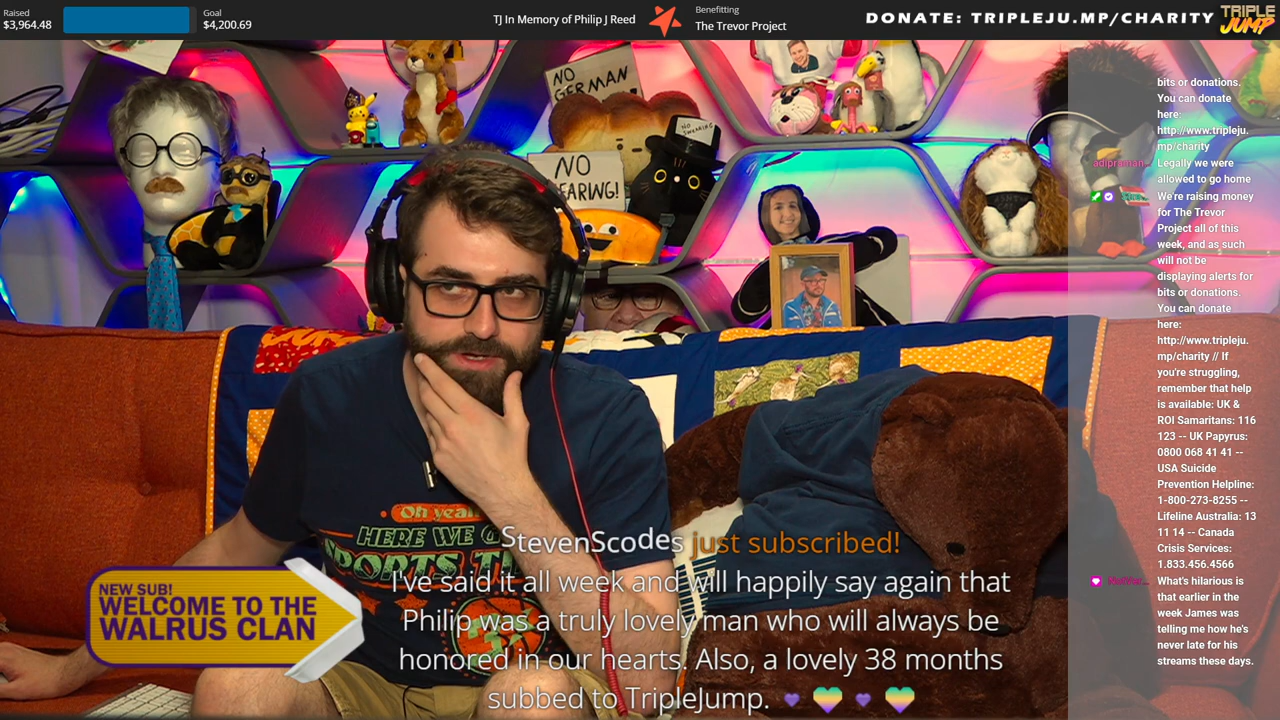 Raised
$3,964.48
Goal
$4,200.69
TJ In Memory of Philip J Reed
Benefitting
The Trevor Project
DONATE: TRIPLEJU.MP/CHARITY
TRIPLE
JUMP
NO
GERMAN
NO
SWEARING
NO
EARING!
bits or donations.
You can donate
here:
http://www.tripleju.
mp/charity
Legally we were
allowed to go home
We're raising money
for The Trevor
Project all of this
week, and as such
will not be
displaying alerts for
bits or donations.
You can donate
here:
http://www.tripleju.
mp/charity // If
you're struggling,
remember that help
is available: UK &
ROI Samaritans: 116
123 -- UK Papyrus:
0800 068 41 41 --
USA Suicide
Prevention Helpline:
1-800-273-8255 --
Lifeline Australia: 13
11 14 -- Canada
Crisis Services:
1.833.456.4566
What's hilarious is
that earlier in the
week James was
telling me how he's
never late for his
streams these days.
Oh yeah
HERE WE G
PORTS TH
StevenScodes just subscribed!
I've said it all week and will happily say again that
Philip was a truly lovely man who will always be
honored in our hearts. Also, a lovely 38 months
subbed to TripleJump.
NEW SUB!
WELCOME TO THE
WALRUS CLAN